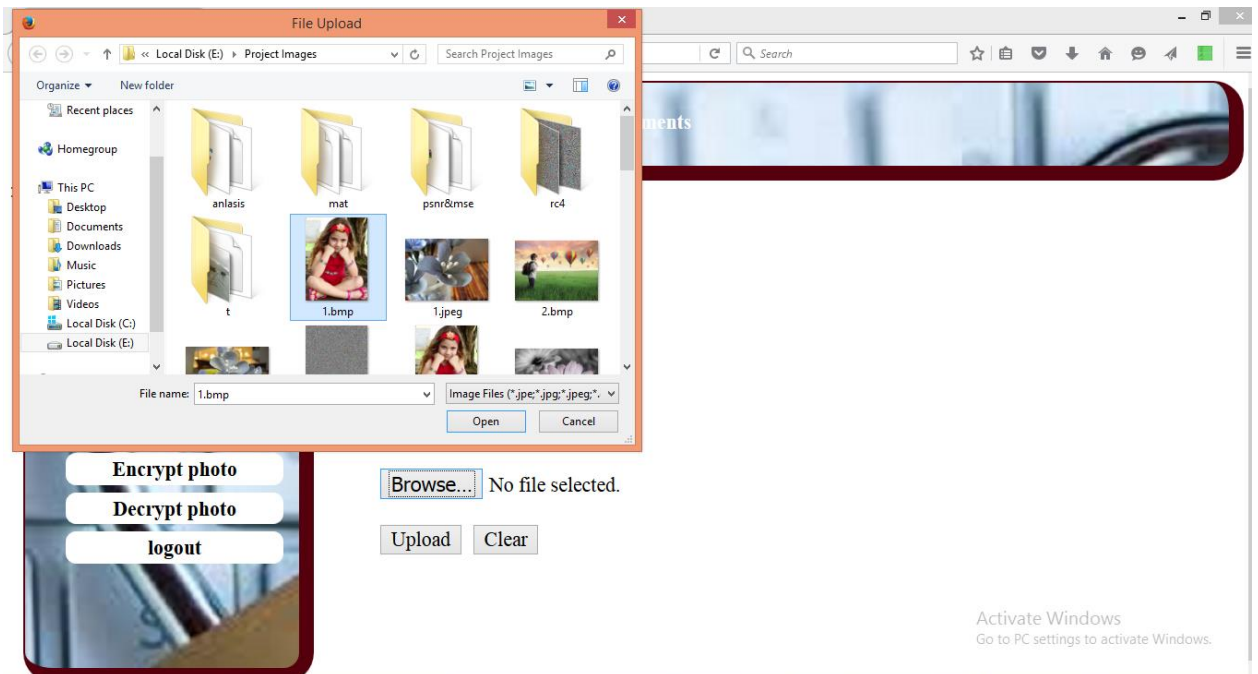 File Upload
« Local Disk (E:) Project Images
Search Project Images
Search
Organize
New folder
Recent places
Homegroup
This PC
Desktop
Documents
Downloads
Music
Pictures
Videos
Local Disk (C:)
Local Disk (E:)
anlasis
mat
psnr&mse
rc4
t
1.bmp
1.jpeg
2.bmp
File name: 1.bmp
Image Files (*.jpe;*.jpg;*.jpeg;*.
Open
Cancel
ments
Encrypt photo
Decrypt photo
logout
Browse... No file selected.
Upload
Clear
Activate Windows
Go to PC settings to activate Windows.